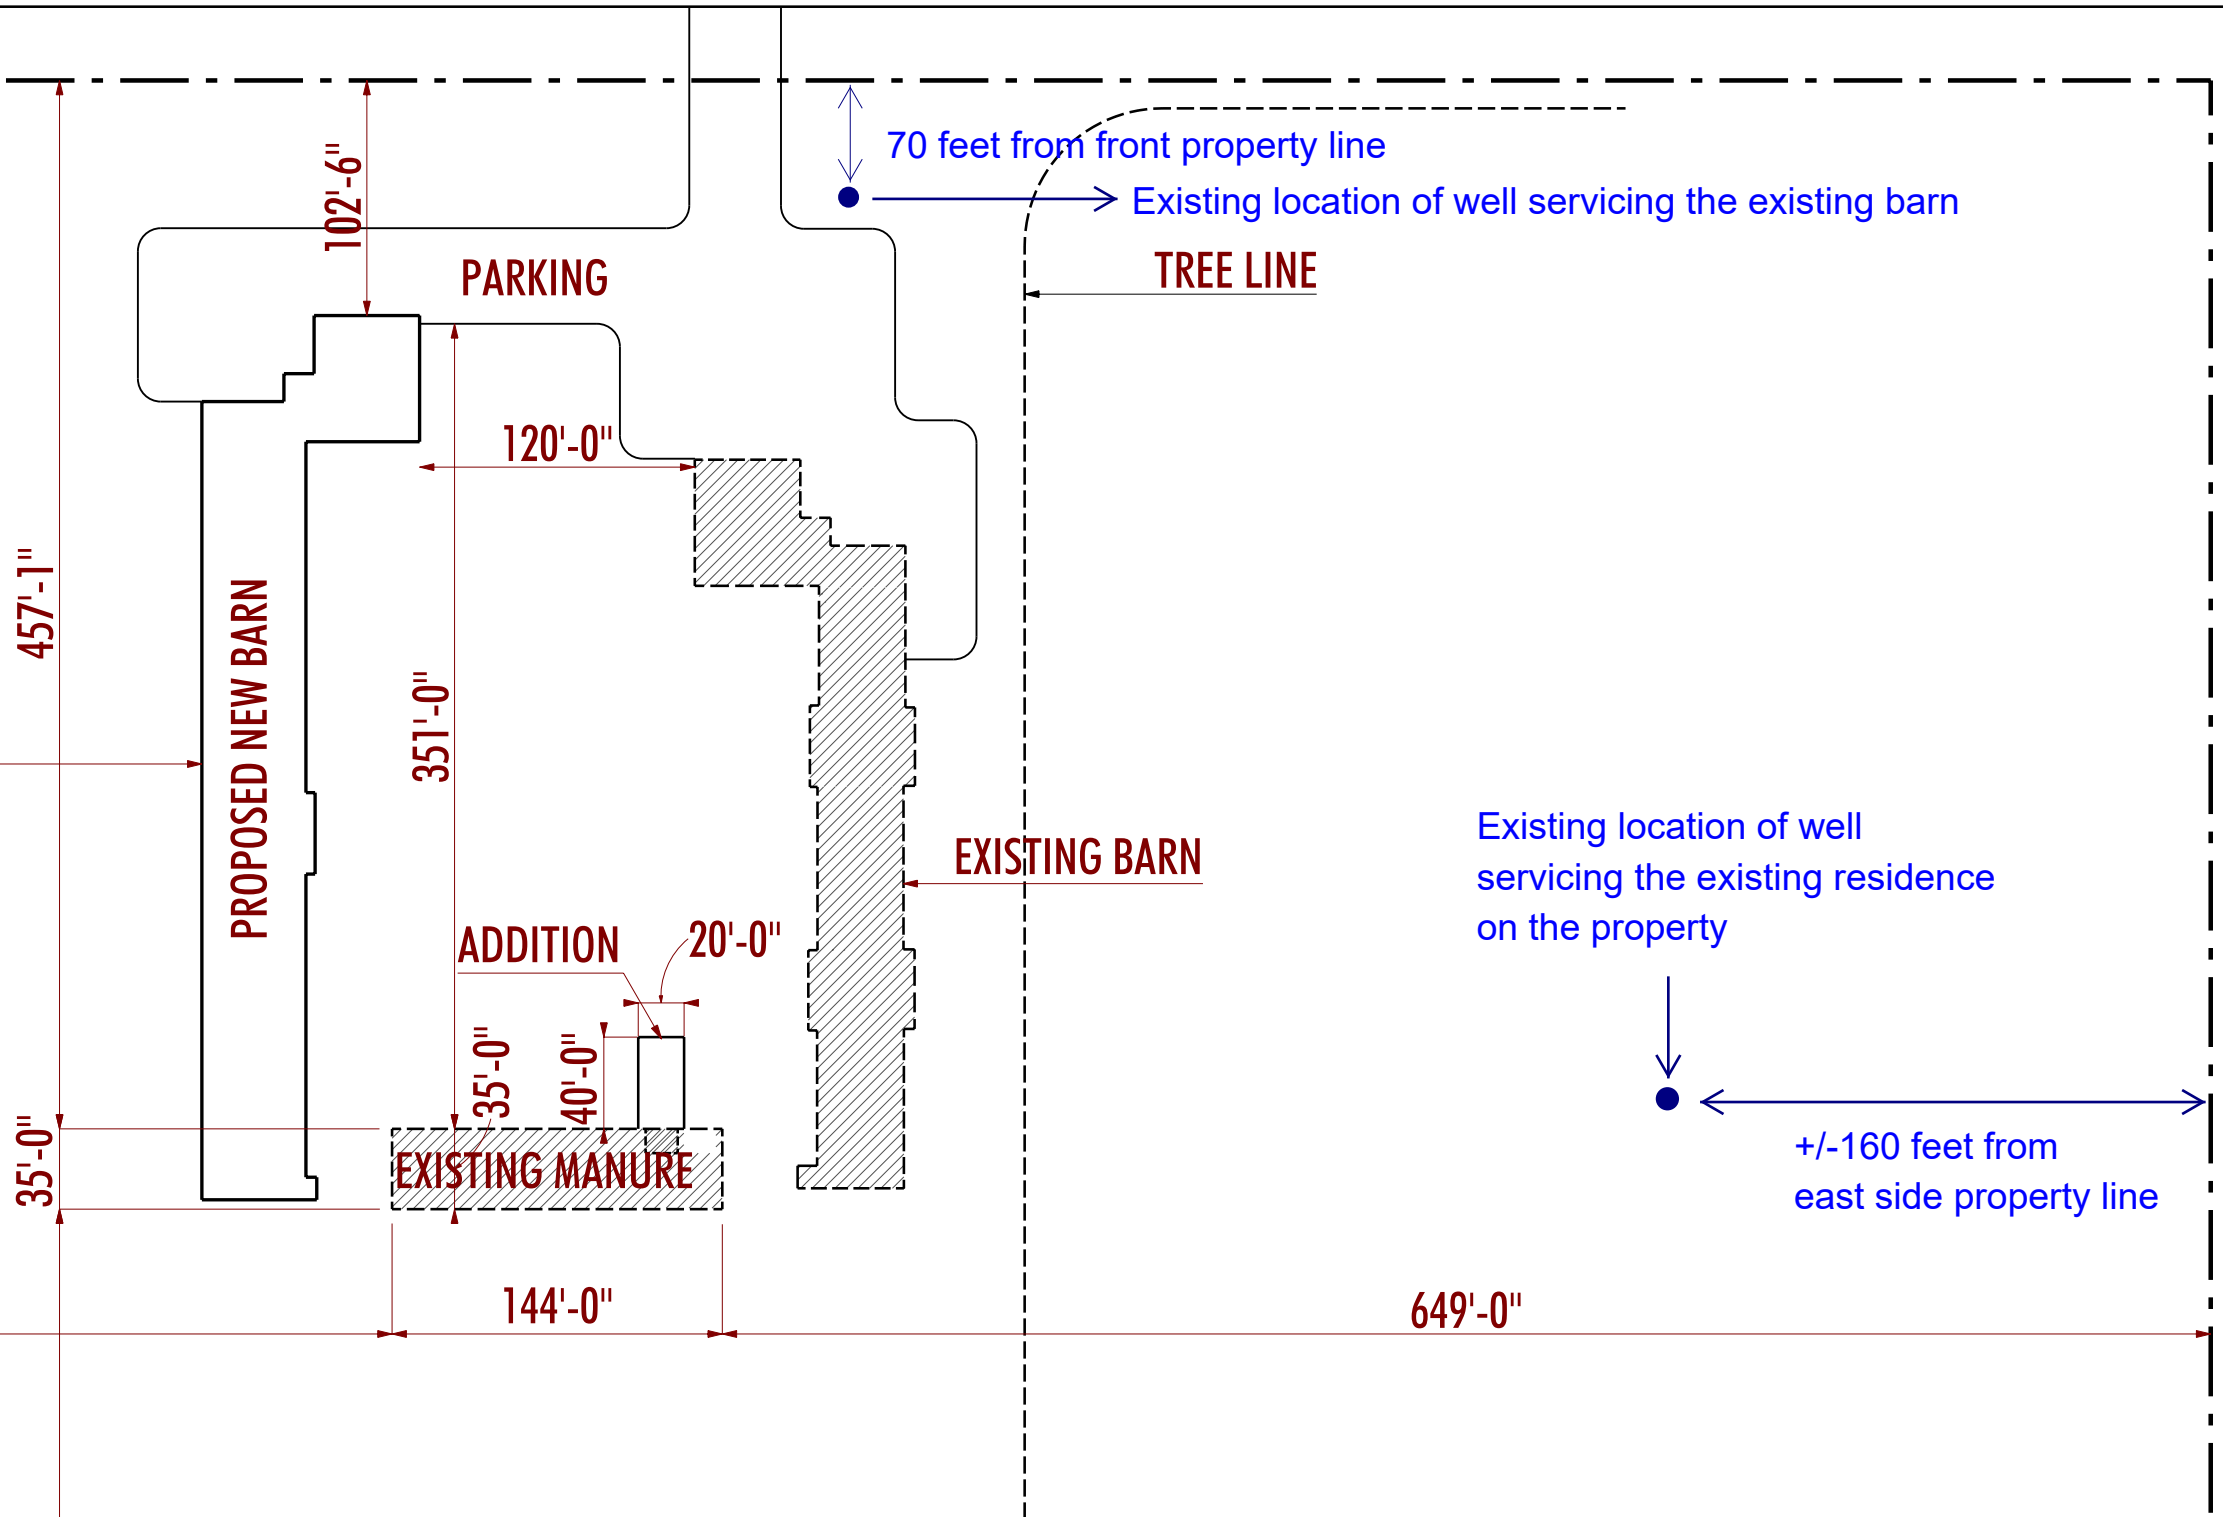 70 feet from front property line
102'-6"
Existing location of well servicing the existing barn
PARKING
TREE LINE
120'-0"
457'-1"
PROPOSED NEW BARN
351'-0"
EXISTING BARN
Existing location of well
servicing the existing residence
on the property
ADDITION
20'-0"
35'-0"
40'-0"
35'-0"
EXISTING MANURE
+/-160 feet from
east side property line
144'-0"
649'-0"